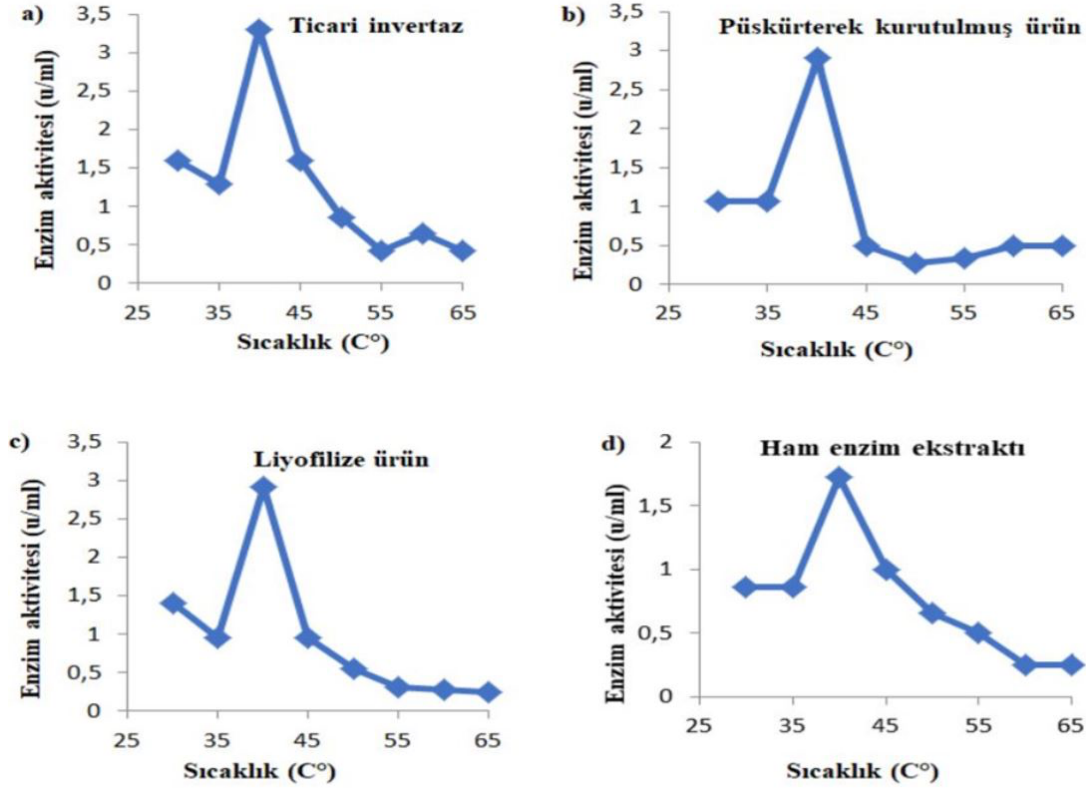 a)
Ticari invertaz
Enzim aktivitesi (u/ml)
3,5
3
2,5
2
1,5
1
0,5
0
25 35 45 55 65
Sıcaklık (C°)
b)
Püskürterek kurutulmuş ürün
Enzim aktivitesi (u/ml)
3,5
3
2,5
2
1,5
1
0,5
0
25 35 45 55 65
Sıcaklık (C°)
c)
Liyofilize ürün
Enzim aktivitesi (u/ml)
3,5
3
2,5
2
1,5
1
0,5
0
25 35 45 55 65
Sıcaklık (C°)
d)
Ham enzim ekstraktı
Enzim aktivitesi (u/ml)
2
1,5
1
0,5
0
25 35 45 55 65
Sıcaklık (C°)